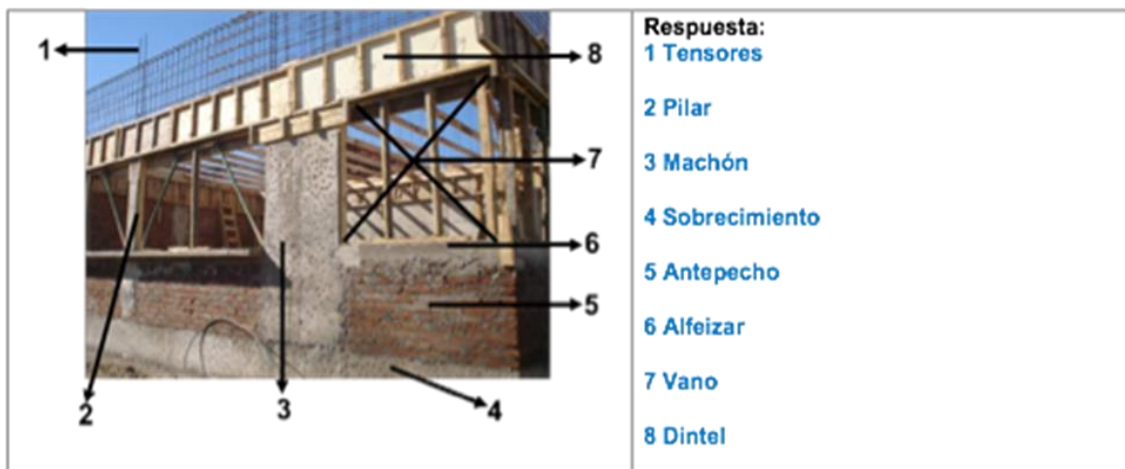 1
8
7
6
5
2
3
4
Respuesta:
1 Tensores
2 Pilar
3 Machón
4 Sobrecimiento
5 Antepecho
6 Alfeizar
7 Vano
8 Dintel